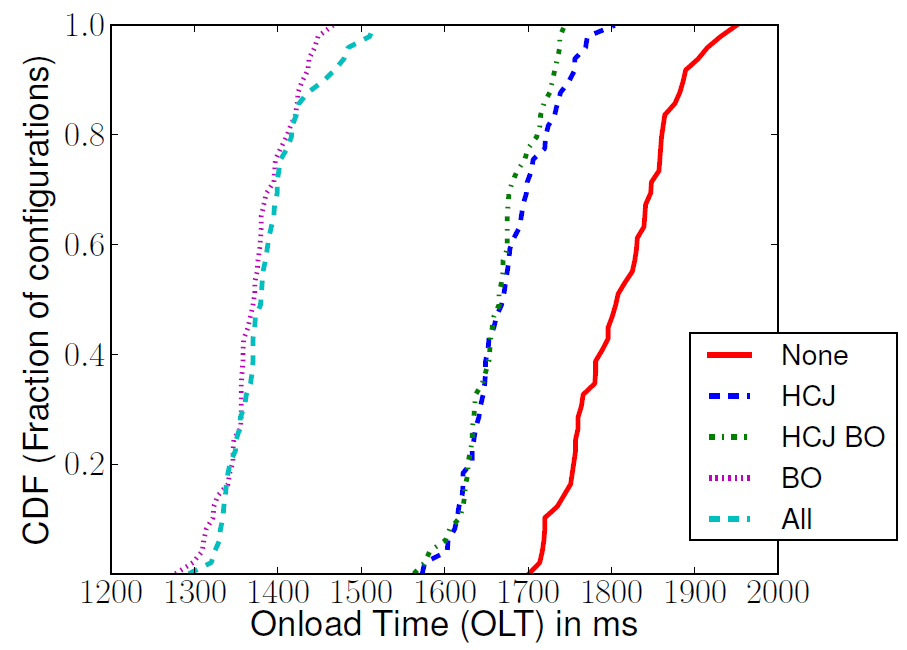 CDF (Fraction of configurations)
1.0
0.8
0.6
0.4
0.2
1200 1300 1400 1500 1600 1700 1800 1900 2000
Onload Time (OLT) in ms
None
HCJ
HCJ BO
BO
All